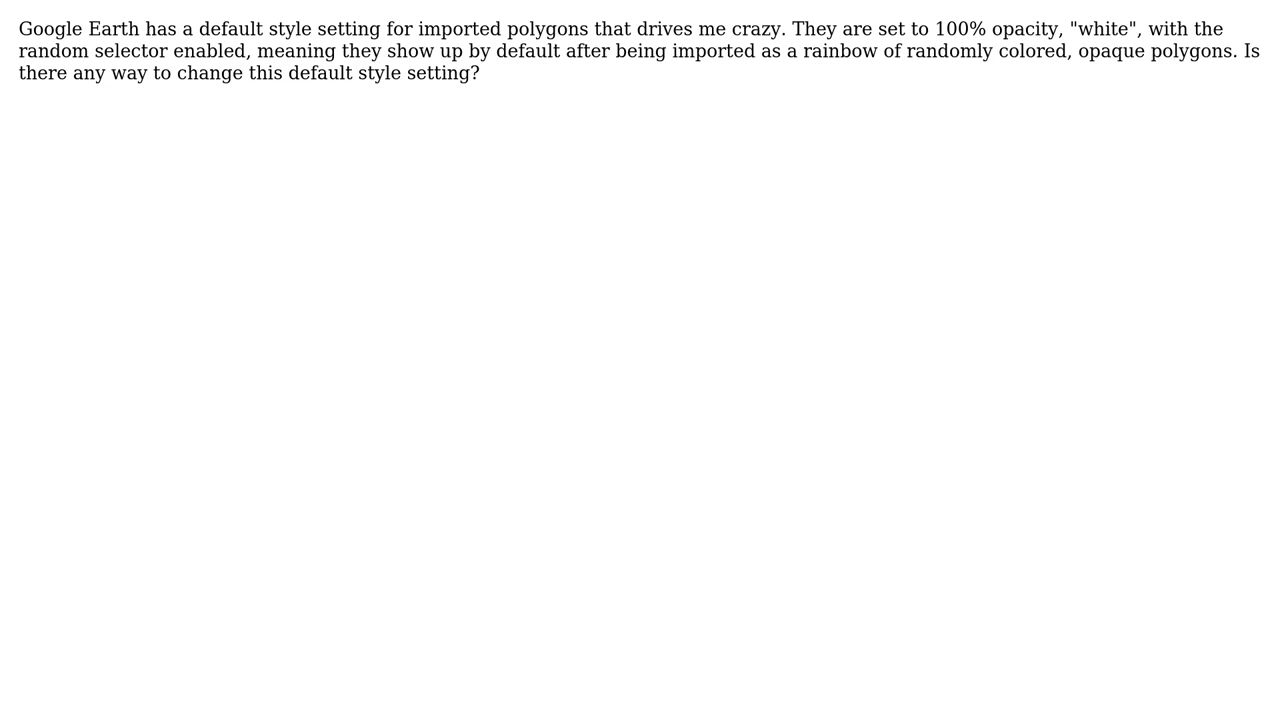 Google Earth has a default style setting for imported polygons that drives me crazy. They are set to 100% opacity, "white", with the
random selector enabled, meaning they show up by default after being imported as a rainbow of randomly colored, opaque polygons. Is
there any way to change this default style setting?